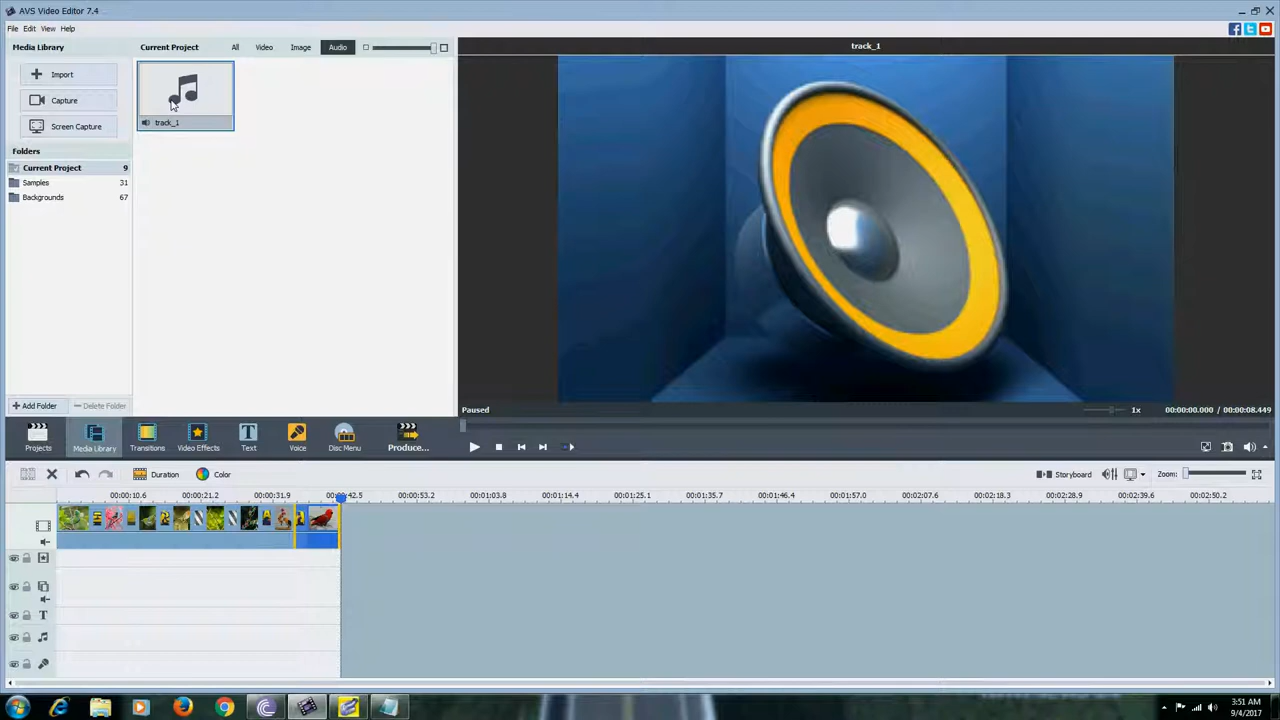 AVS Video Editor 7.4
File Edit View Help
Media Library
Current Project All Video Image Audio
track_1
Import
Capture
Screen Capture
track_1
Folders
Current Project 9
Samples 31
Backgrounds 67
Add Folder Delete Folder
Paused
1x 00:00:00.000 / 00:00:08.449
Projects Media Library Transitions Video Effects Text Voice Disc Menu Produce...
Duration Color
Storyboard Zoom:
00:00:10.6 00:00:21.2 00:00:31.9 00:00:42.5 00:00:53.2 00:01:03.8 00:01:14.4 00:01:25.1 00:01:35.7 00:01:46.4 00:01:57.0 00:02:07.6 00:02:18.3 00:02:28.9 00:02:39.6 00:02:50.2
T
3:51 AM
9/4/2017